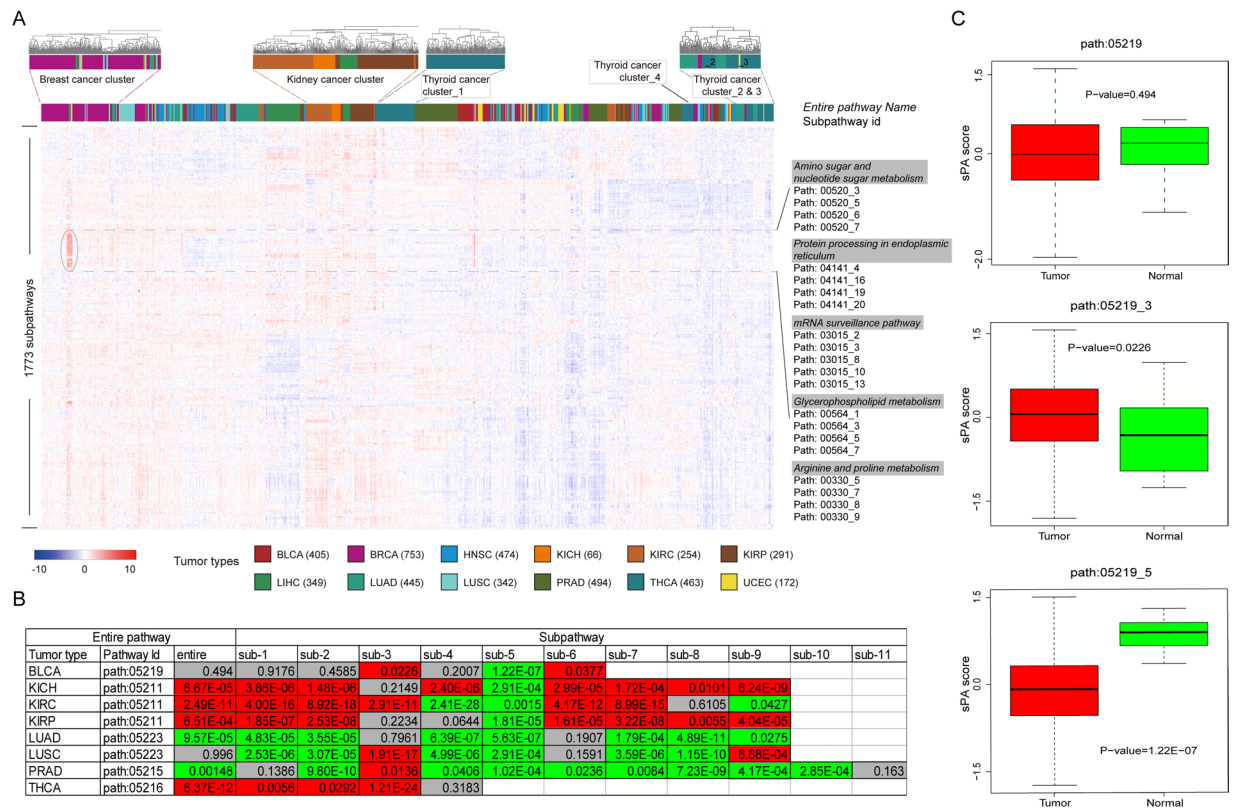 A
Breast cancer cluster
Kidney cancer cluster
Thyroid cancer
cluster_1
Thyroid cancer
cluster_4
_2
_3
Thyroid cancer
cluster_2 & 3
Entire pathway Name
Subpathway id
1773 subpathways
Amino sugar and
nucleotide sugar metabolism
Path: 00520_3
Path: 00520_5
Path: 00520_6
Path: 00520_7
Protein processing in endoplasmic
reticulum
Path: 04141_4
Path: 04141_16
Path: 04141_19
Path: 04141_20
mRNA surveillance pathway
Path: 03015_2
Path: 03015_3
Path: 03015_8
Path: 03015_10
Path: 03015_13
Glycerophospholipid metabolism
Path: 00564_1
Path: 00564_3
Path: 00564_5
Path: 00564_7
Arginine and proline metabolism
Path: 00330_5
Path: 00330_7
Path: 00330_8
Path: 00330_9
-10 0 10
Tumor types
BLCA (405) BRCA (753) HNSC (474) KICH (66) KIRC (254) KIRP (291)
LIHC (349) LUAD (445) LUSC (342) PRAD (494) THCA (463) UCEC (172)
B
Entire pathway Subpathway
Tumor type Pathway Id entire sub-1 sub-2 sub-3 sub-4 sub-5 sub-6 sub-7 sub-8 sub-9 sub-10 sub-11
BLCA path:05219 0.494 0.9176 0.4585 0.0226 0.2007 1.22E-07 0.0377
KICH path:05211 6.67E-05 3.86E-06 1.48E-06 0.2149 2.40E-06 2.91E-04 2.99E-05 1.72E-04 0.0101 6.24E-09
KIRC path:05211 2.49E-11 4.00E-16 8.92E-18 2.91E-11 2.41E-28 0.0015 4.17E-12 8.99E-15 0.6105 0.0427
KIRP path:05211 6.51E-04 1.85E-07 2.53E-08 0.2234 0.0644 1.81E-05 1.61E-05 3.22E-08 0.0055 4.04E-05
LUAD path:05223 9.57E-05 4.83E-05 3.55E-05 0.7961 6.39E-07 5.63E-07 0.1907 1.79E-04 4.89E-11 0.0275
LUSC path:05223 0.996 2.53E-06 3.07E-05 1.91E-17 4.99E-06 2.91E-04 0.1591 3.59E-06 1.15E-10 6.68E-04
PRAD path:05215 0.00148 0.1386 9.80E-10 0.0136 0.0406 1.02E-04 0.0236 0.0084 7.23E-09 4.17E-04 2.85E-04 0.163
THCA path:05216 6.37E-12 0.0056 0.0292 1.21E-24 0.3183
C
path:05219
P-value=0.494
sPA score
1.5
0.0
-2.0
Tumor Normal
path:05219_3
P-value=0.0226
sPA score
1.5
0.0
-1.5
Tumor Normal
path:05219_5
P-value=1.22E-07
sPA score
1.5
0.0
-1.5
Tumor Normal